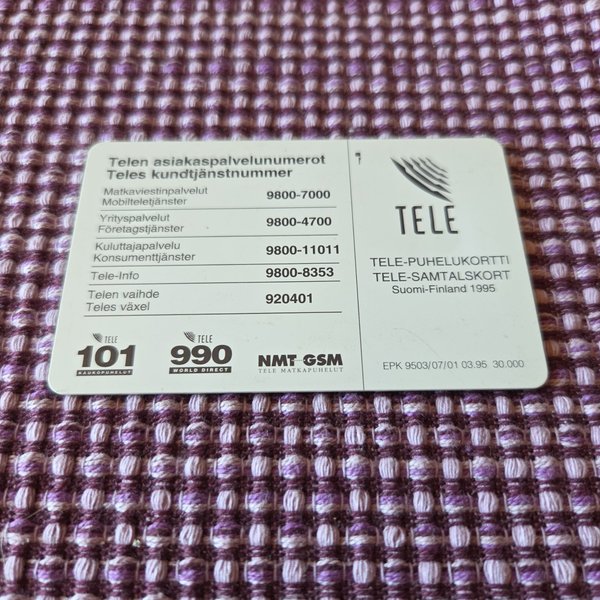 Telen asiakaspalvelunumerot
Teles kundtjänstnummer
Matkaviestinpalvelut
Mobilteletjänster 9800-7000
Yrityspalvelut
Företagstjänster 9800-4700
Kuluttajapalvelu
Konsumenttjänster 9800-11011
Tele-Info 9800-8353
Telen vaihde
Teles växel 920401
TELE
101
KAUKOPUHELUT
TELE
990
WORLD DIRECT
NMT GSM
TELE MATKAPUHELUT
TELE
TELE-PUHELUKORTTI
TELE-SAMTALSKORT
Suomi-Finland 1995
EPK 9503/07/01 03.95 30.000